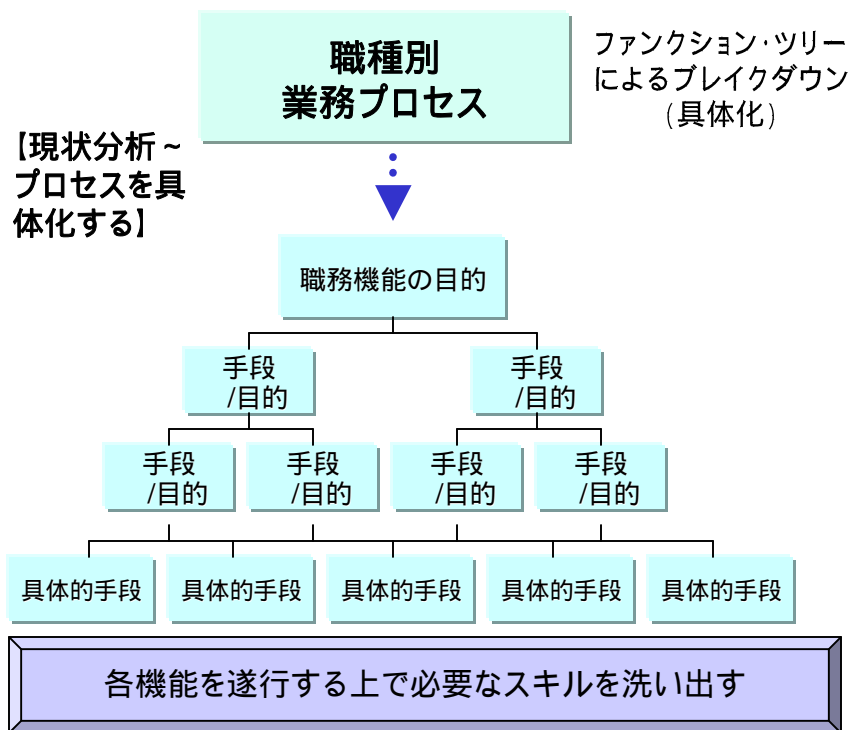 職種別
業務プロセス
ファンクション・ツリー
によるブレイクダウン
(具体化)
【現状分析~
プロセスを具
体化する】
職務機能の目的
手段
/目的
手段
/目的
手段
/目的
手段
/目的
手段
/目的
手段
/目的
具体的手段
具体的手段
具体的手段
具体的手段
具体的手段
各機能を遂行する上で必要なスキルを洗い出す